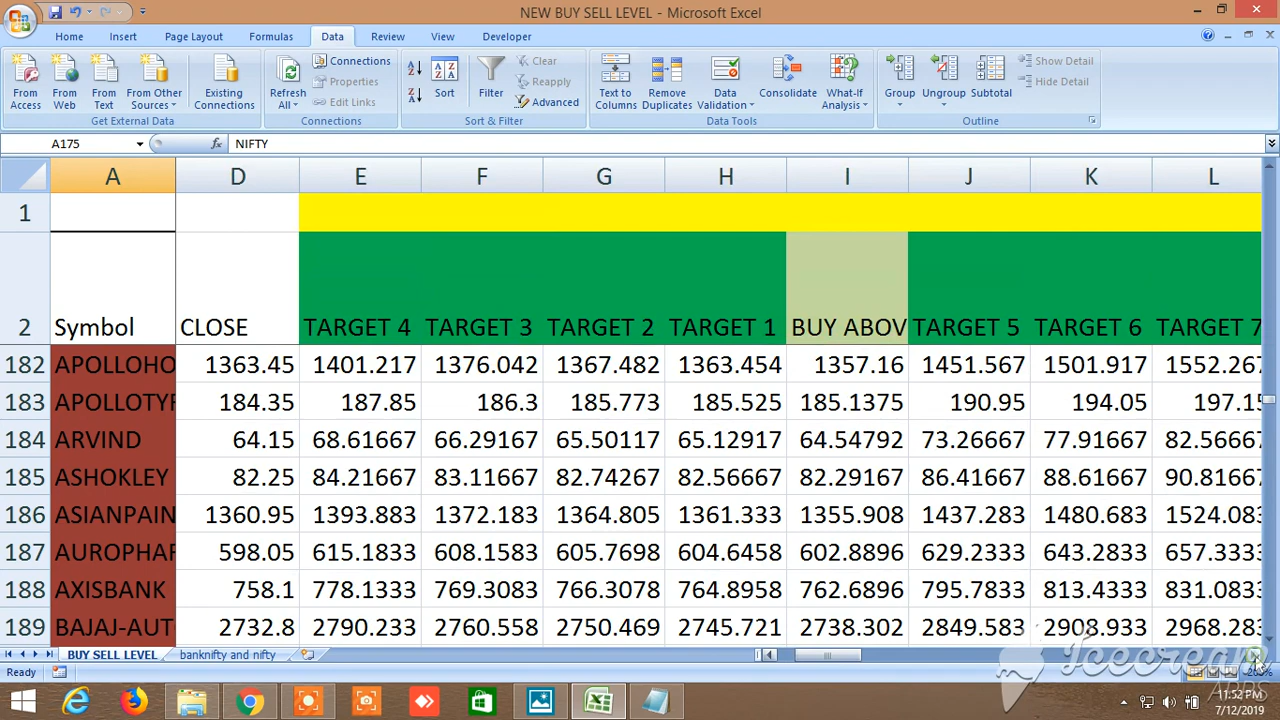 NEW BUY SELL LEVEL - Microsoft Excel
Home Insert Page Layout Formulas Data Review View Developer
From Access
From Web
From Text
From Other Sources
Existing Connections
Get External Data
Refresh All
Connections
Properties
Edit Links
Connections
Sort
Filter
Clear
Reapply
Advanced
Sort & Filter
Text to Columns
Remove Duplicates
Data Validation
Consolidate
What-If Analysis
Data Tools
Group
Ungroup
Subtotal
Show Detail
Hide Detail
Outline
A175 fx NIFTY
A D E F G H I J K L
1
2 Symbol CLOSE TARGET 4 TARGET 3 TARGET 2 TARGET 1 BUY ABOV TARGET 5 TARGET 6 TARGET 7
182 APOLLOHO 1363.45 1401.217 1376.042 1367.482 1363.454 1357.16 1451.567 1501.917 1552.267
183 APOLLOTYR 184.35 187.85 186.3 185.773 185.525 185.1375 190.95 194.05 197.15
184 ARVIND 64.15 68.61667 66.29167 65.50117 65.12917 64.54792 73.26667 77.91667 82.56667
185 ASHOKLEY 82.25 84.21667 83.11667 82.74267 82.56667 82.29167 86.41667 88.61667 90.81667
186 ASIANPAIN 1360.95 1393.883 1372.183 1364.805 1361.333 1355.908 1437.283 1480.683 1524.083
187 AUROPHAR 598.05 615.1833 608.1583 605.7698 604.6458 602.8896 629.2333 643.2833 657.3333
188 AXISBANK 758.1 778.1333 769.3083 766.3078 764.8958 762.6896 795.7833 813.4333 831.0833
189 BAJAJ-AUT 2732.8 2790.233 2760.558 2750.469 2745.721 2738.302 2849.583 2908.933 2968.283
BUY SELL LEVEL banknifty and nifty
Ready
Icecream
APPS
11:52 PM
7/12/2019